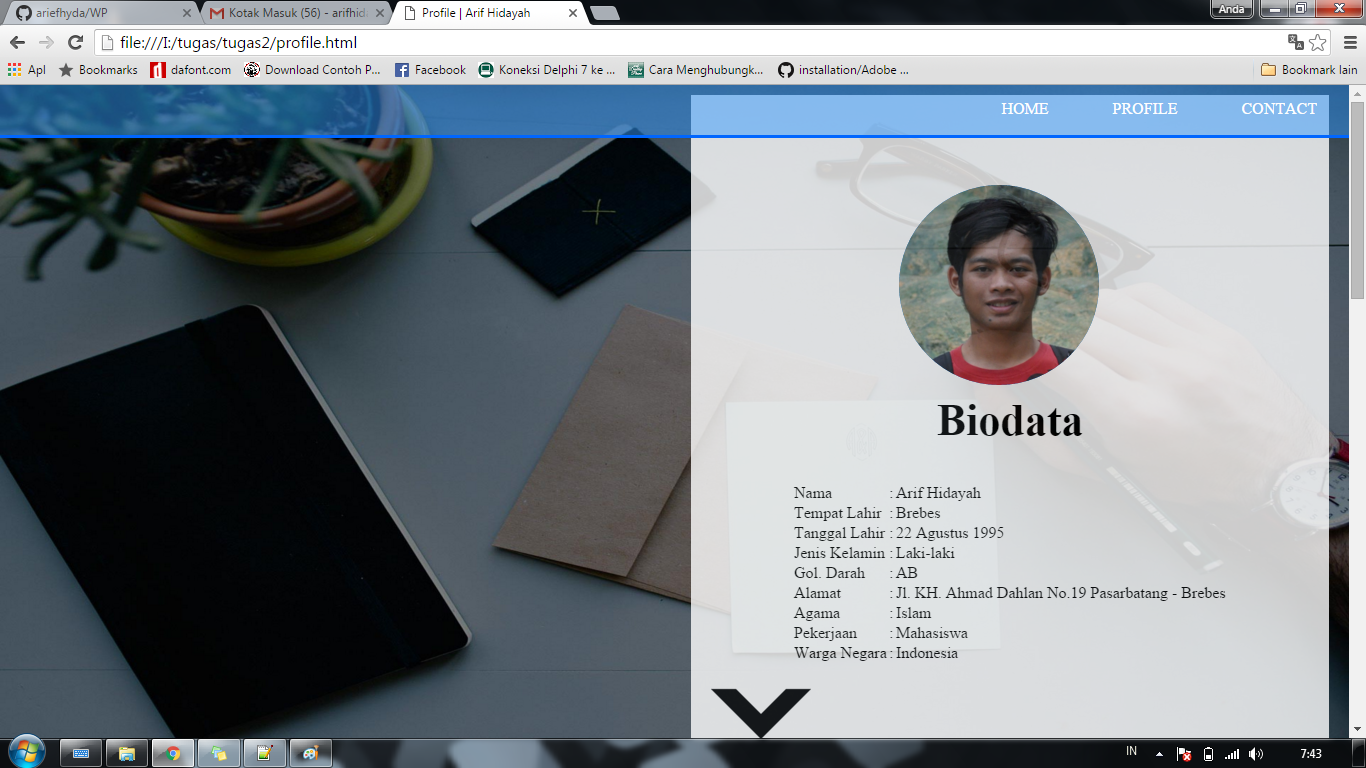 ariefhyda/WP
Kotak Masuk (56) - arifhid
Profile | Arif Hidayah
Anda
file:///I:/tugas/tugas2/profile.html
Apl
Bookmarks
dafont.com
Download Contoh P...
Facebook
Koneksi Delphi 7 ke ...
Cara Menghubungk...
installation/Adobe ...
Bookmark lain
HOME
PROFILE
CONTACT
Biodata
Nama : Arif Hidayah
Tempat Lahir : Brebes
Tanggal Lahir : 22 Agustus 1995
Jenis Kelamin : Laki-laki
Gol. Darah : AB
Alamat : Jl. KH. Ahmad Dahlan No.19 Pasarbatang - Brebes
Agama : Islam
Pekerjaan : Mahasiswa
Warga Negara : Indonesia
IN
7:43